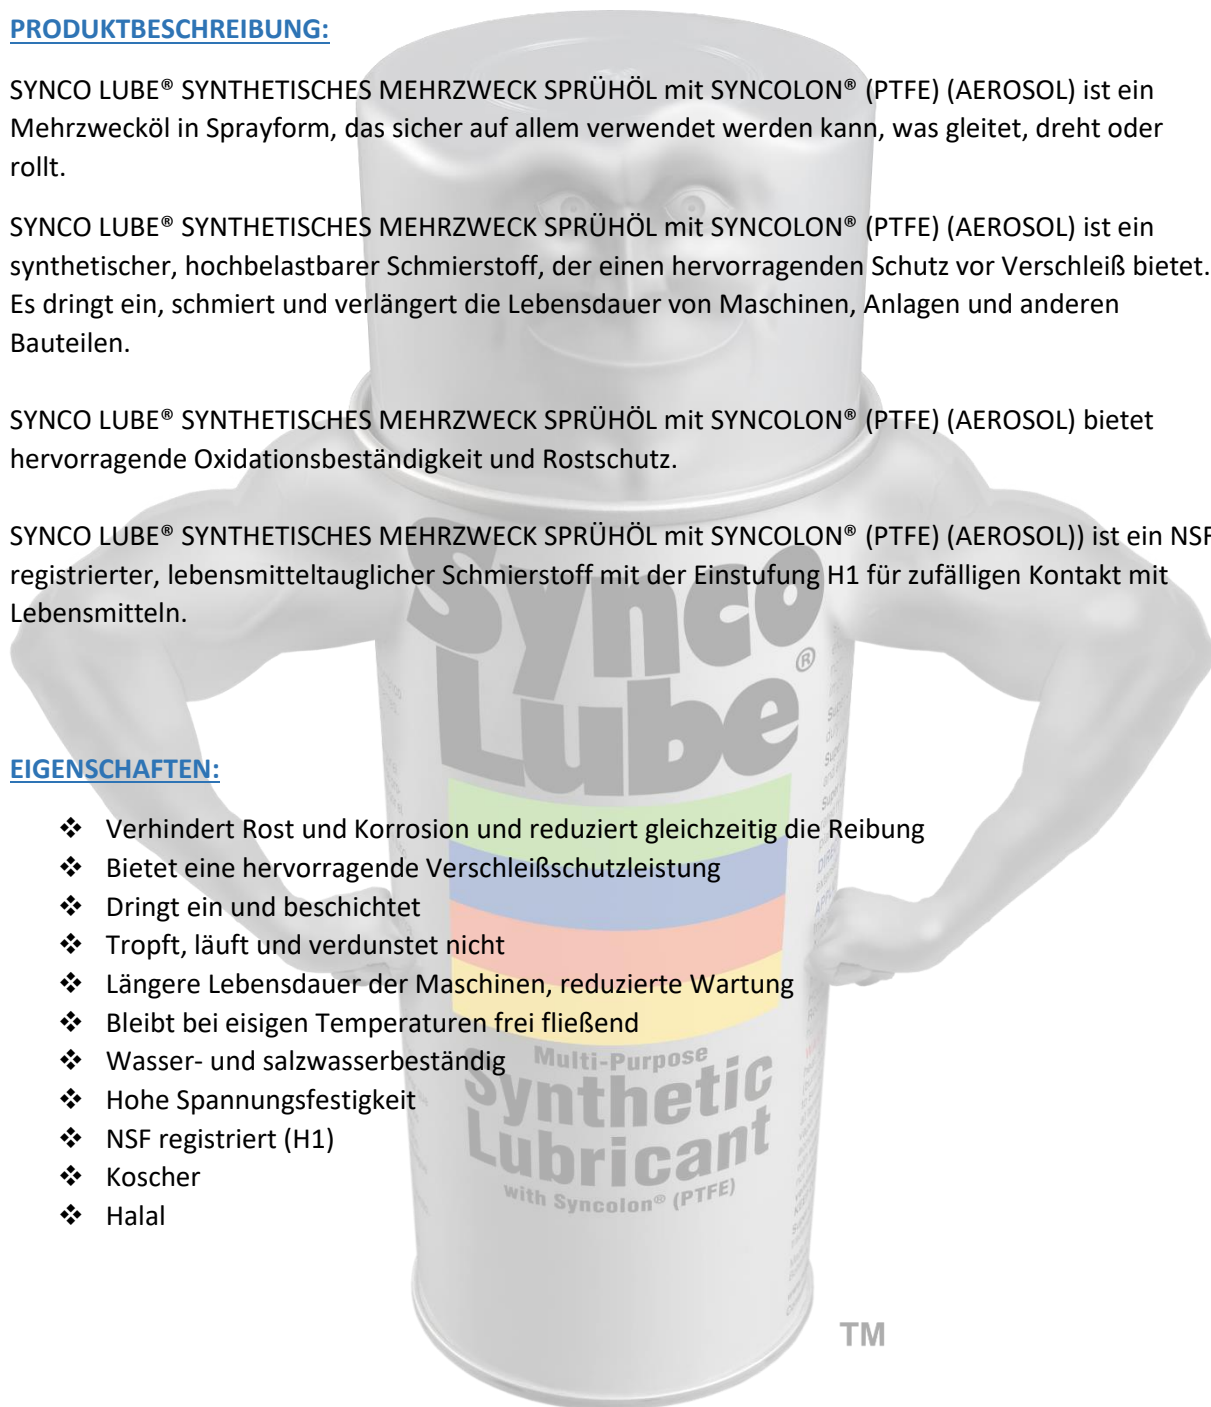 PRODUKTBESCHREIBUNG:
SYNCO LUBE® SYNTHETISCHES MEHRZWECK SPRÜHÖL mit SYNCOLON® (PTFE) (AEROSOL) ist ein
Mehrzwecköl in Sprayform, das sicher auf allem verwendet werden kann, was gleitet, dreht oder
rollt.
SYNCO LUBE® SYNTHETISCHES MEHRZWECK SPRÜHÖL mit SYNCOLON® (PTFE) (AEROSOL) ist ein
synthetischer, hochbelastbarer Schmierstoff, der einen hervorragenden Schutz vor Verschleiß bietet.
Es dringt ein, schmiert und verlängert die Lebensdauer von Maschinen, Anlagen und anderen
Bauteilen.
SYNCO LUBE® SYNTHETISCHES MEHRZWECK SPRÜHÖL mit SYNCOLON® (PTFE) (AEROSOL) bietet
hervorragende Oxidationsbeständigkeit und Rostschutz.
SYNCO LUBE® SYNTHETISCHES MEHRZWECK SPRÜHÖL mit SYNCOLON® (PTFE) (AEROSOL)) ist ein NSF
registrierter, lebensmitteltauglicher Schmierstoff mit der Einstufung H1 für zufälligen Kontakt mit
Lebensmitteln.
EIGENSCHAFTEN:
❖ Verhindert Rost und Korrosion und reduziert gleichzeitig die Reibung
❖ Bietet eine hervorragende Verschleißschutzleistung
❖ Dringt ein und beschichtet
❖ Tropft, läuft und verdunstet nicht
❖ Längere Lebensdauer der Maschinen, reduzierte Wartung
❖ Bleibt bei eisigen Temperaturen frei fließend
❖ Wasser- und salzwasserbeständig
❖ Hohe Spannungsfestigkeit
❖ NSF registriert (H1)
❖ Koscher
❖ Halal
Synco
Lube®
Multi-Purpose
Synthetic
Lubricant
with Syncolon® (PTFE)
TM